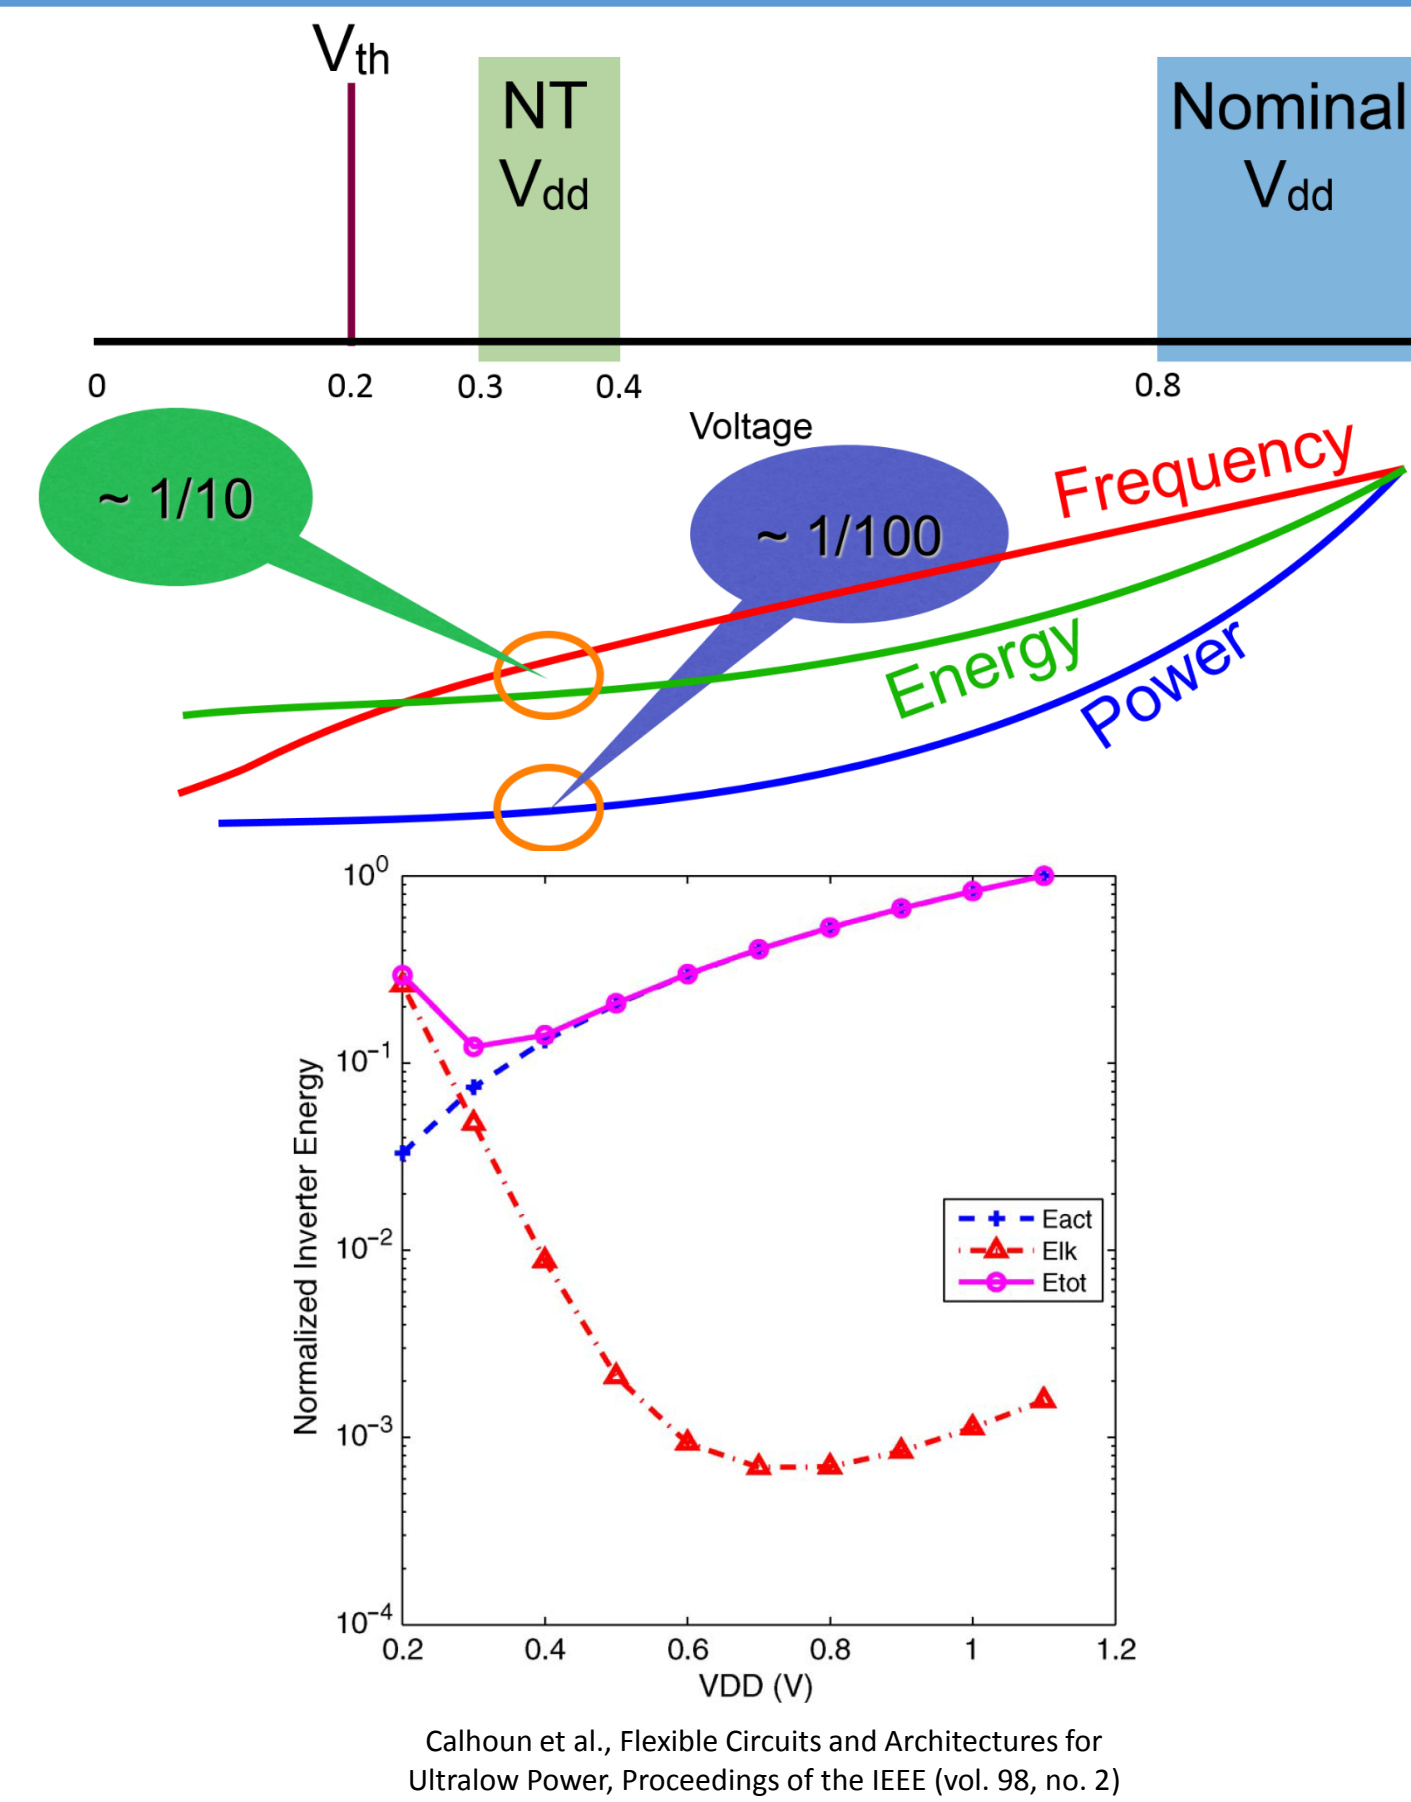 Vth
NT
Vdd
Nominal
Vdd
0
0.2
0.3
0.4
0.8
Voltage
~ 1/10
~ 1/100
Frequency
Energy
Power
10^0
10^−1
10^−2
10^−3
10^−4
Normalized Inverter Energy
Eact
Elk
Etot
0.2
0.4
0.6
0.8
1
1.2
VDD (V)
Calhoun et al., Flexible Circuits and Architectures for
Ultralow Power, Proceedings of the IEEE (vol. 98, no. 2)